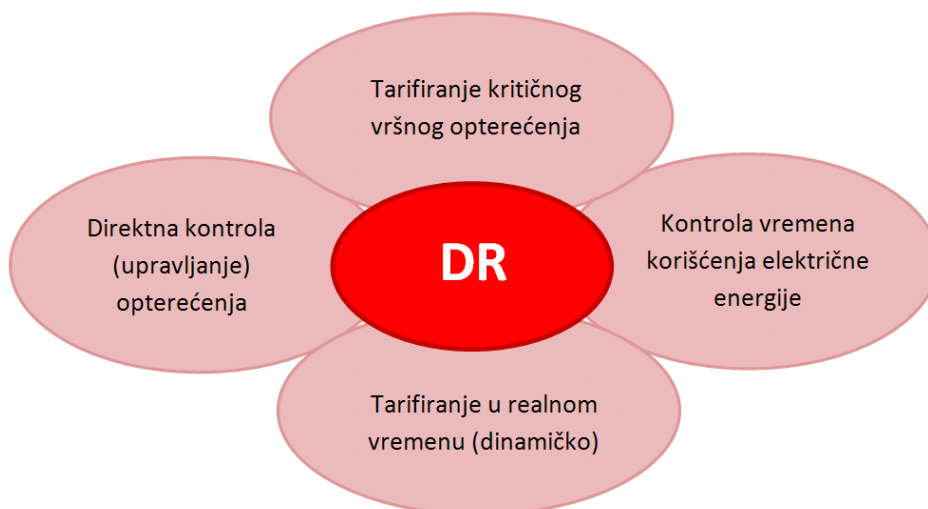 Tarifiranje kritičnog
vršnog opterećenja
Direktna kontrola
(upravljanje)
opterećenja
DR
Kontrola vremena
korišćenja električne
energije
Tarifiranje u realnom
vremenu (dinamičko)